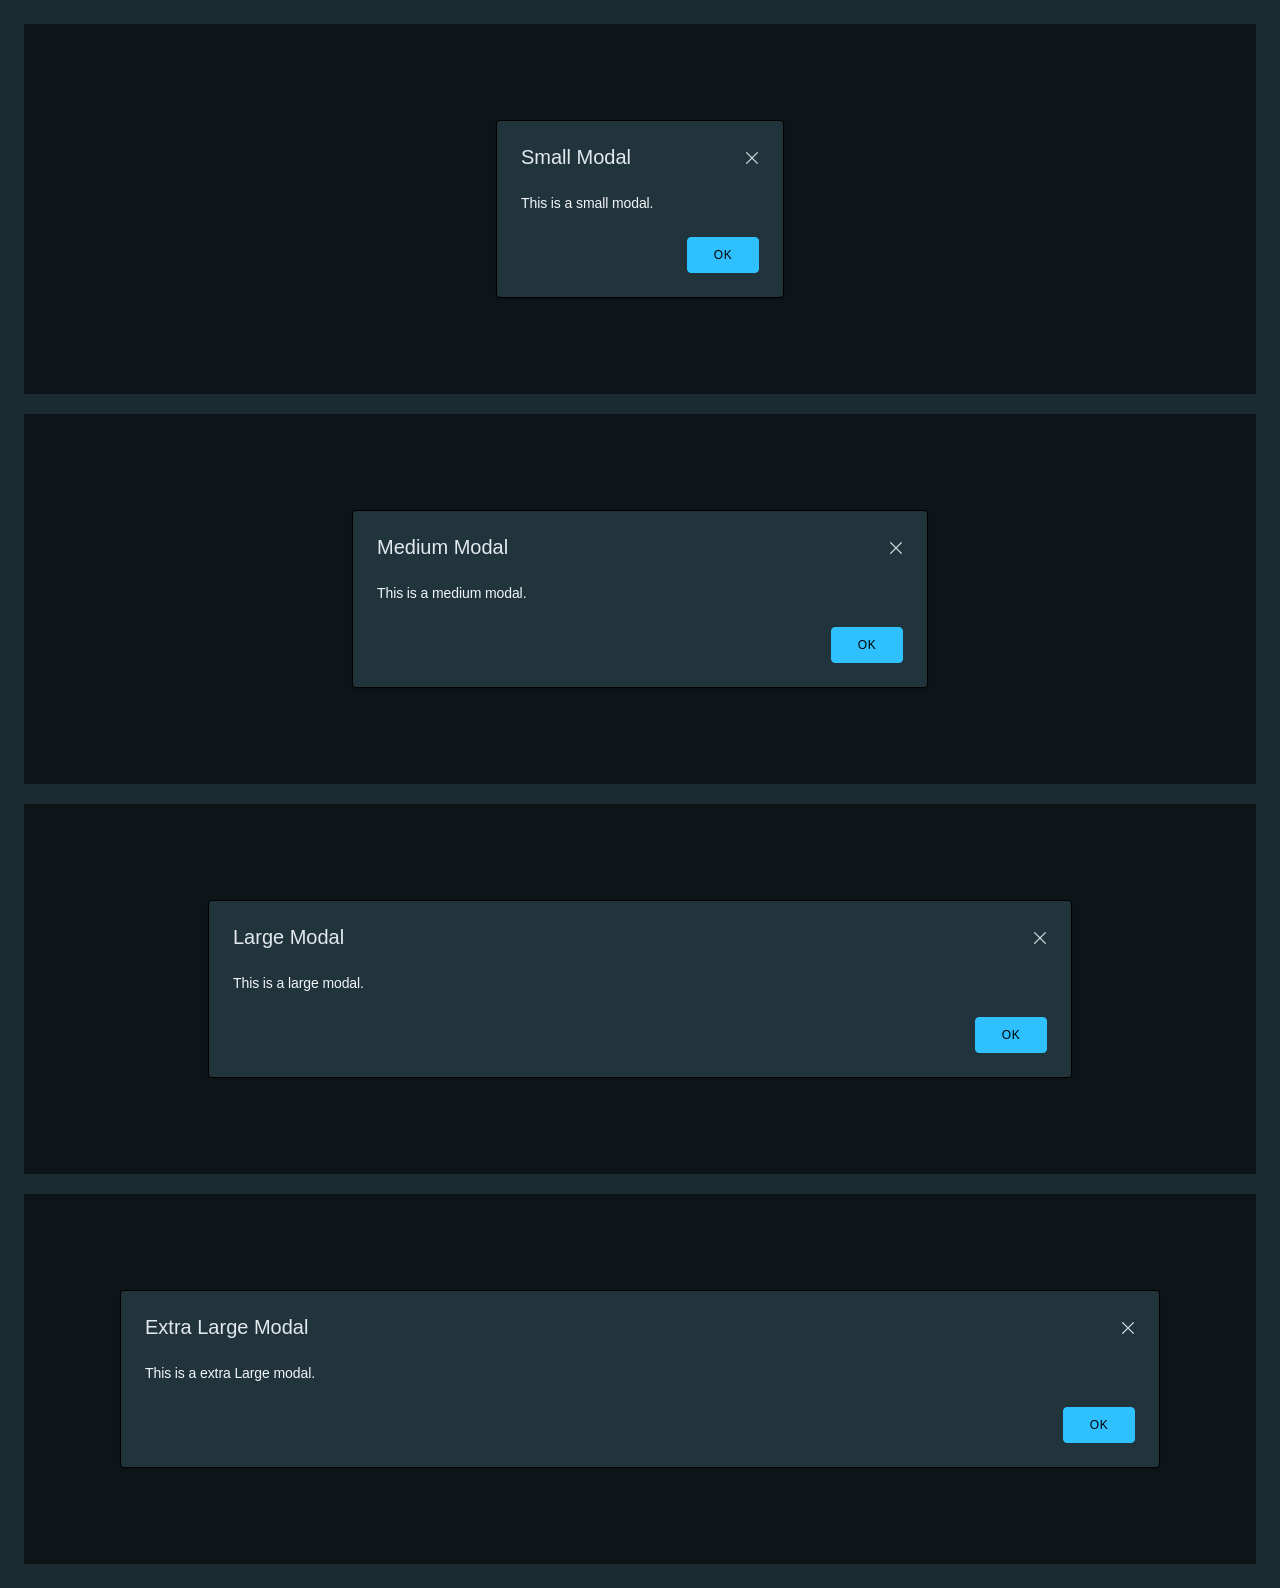 Small Modal
This is a small modal.
OK
Medium Modal
This is a medium modal.
OK
Large Modal
This is a large modal.
OK
Extra Large Modal
This is a extra Large modal.
OK